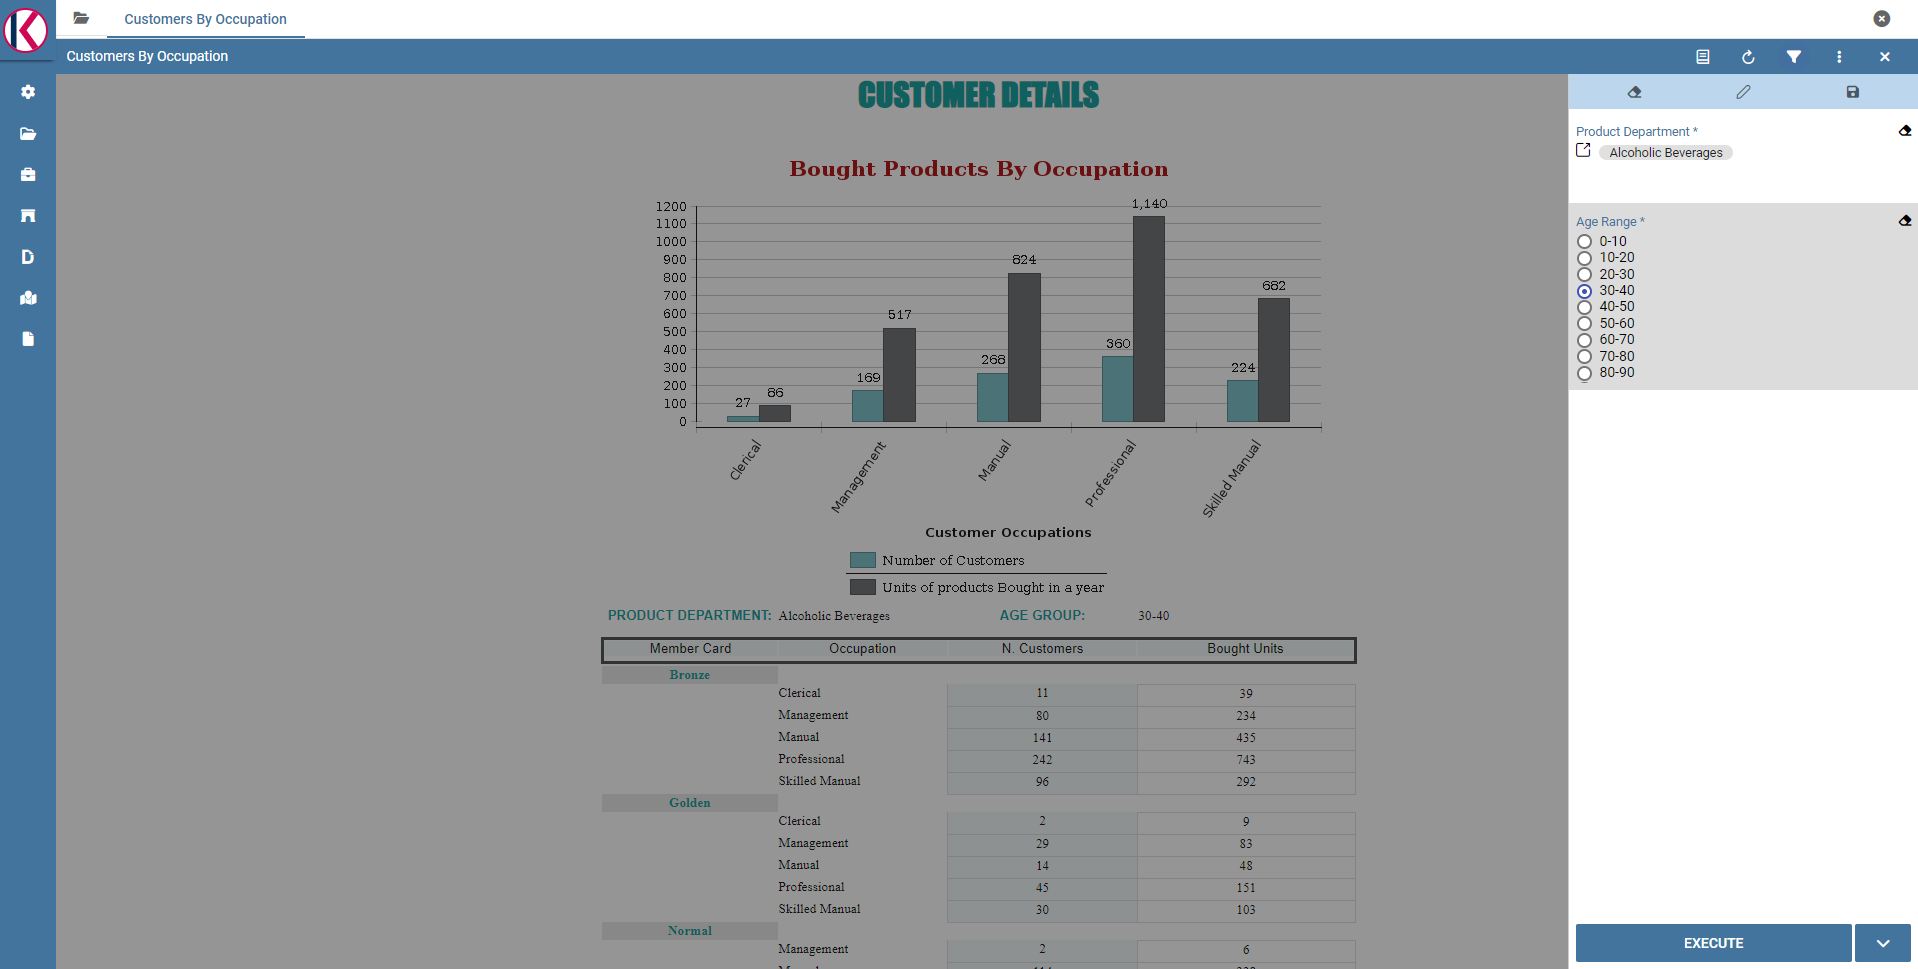 Customers By Occupation
Customers By Occupation
CUSTOMER DETAILS
Bought Products By Occupation
1200
1100
1000
900
800
700
600
500
400
300
200
100
0
27 86
169 517
268 824
360 1,140
224 682
Clerical Management Manual Professional Skilled Manual
Customer Occupations
Number of Customers
Units of products Bought in a year
PRODUCT DEPARTMENT: Alcoholic Beverages AGE GROUP: 30-40
Member Card Occupation N. Customers Bought Units
Bronze
Clerical 11 39
Management 80 234
Manual 141 435
Professional 242 743
Skilled Manual 96 292
Golden
Clerical 2 9
Management 29 83
Manual 14 48
Professional 45 151
Skilled Manual 30 103
Normal
Management 2 6
Product Department *
Alcoholic Beverages
Age Range *
0-10
10-20
20-30
30-40
40-50
50-60
60-70
70-80
80-90
EXECUTE